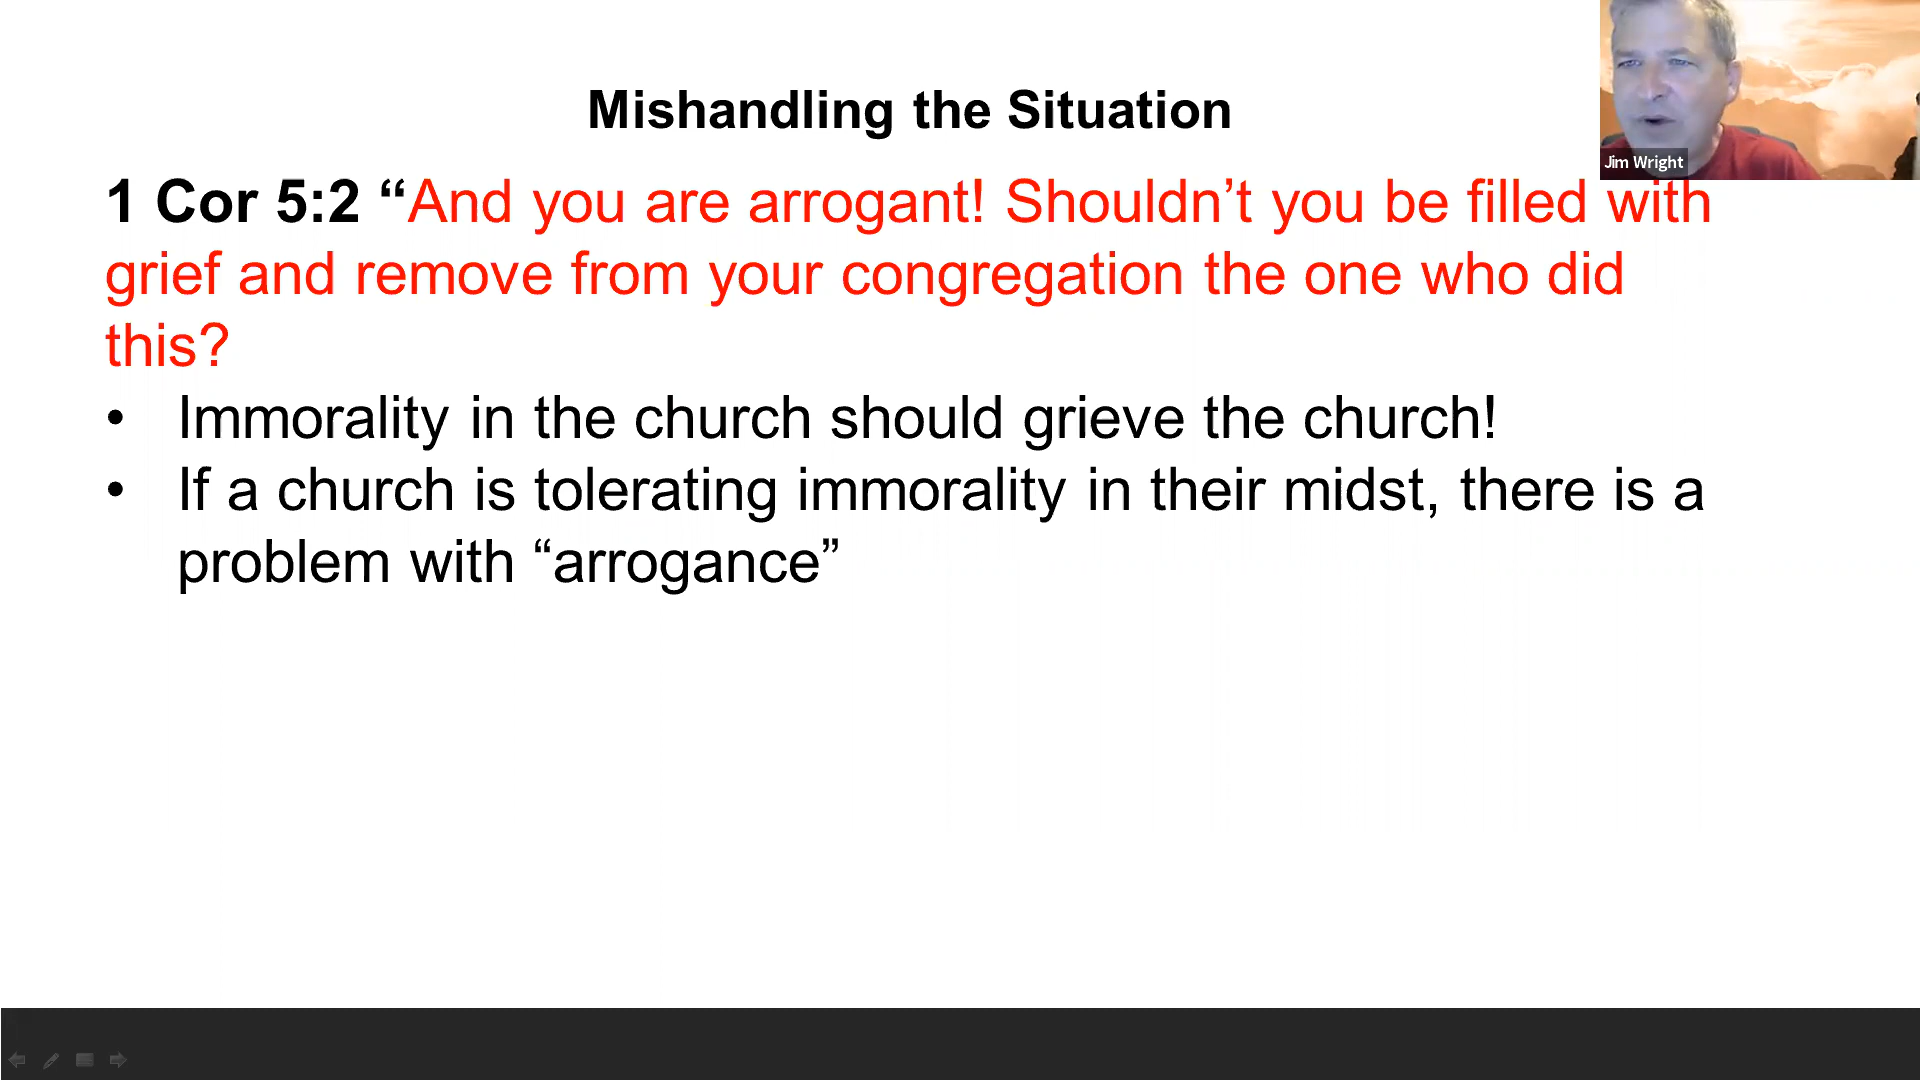 Mishandling the Situation
Jim Wright
1 Cor 5:2 “And you are arrogant! Shouldn’t you be filled with
grief and remove from your congregation the one who did
this?
• Immorality in the church should grieve the church!
• If a church is tolerating immorality in their midst, there is a
problem with “arrogance”